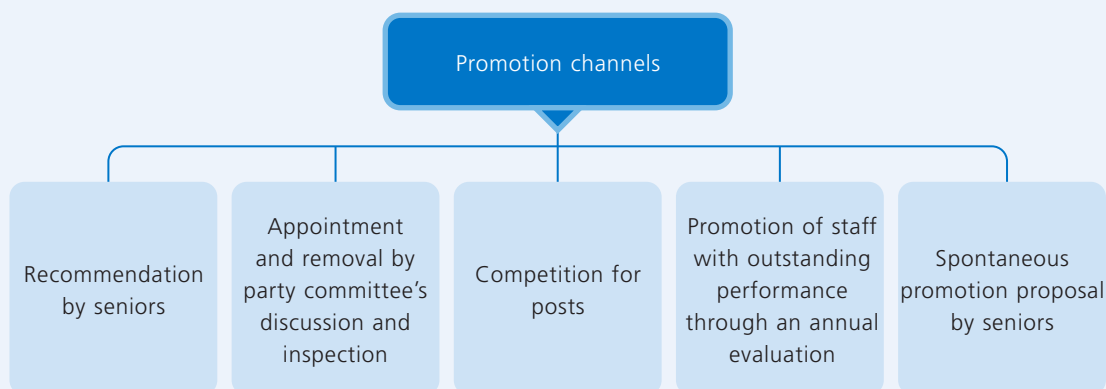 Promotion channels
Recommendation
by seniors
Appointment
and removal by
party committee's
discussion and
inspection
Competition for
posts
Promotion of staff
with outstanding
performance
through an annual
evaluation
Spontaneous
promotion proposal
by seniors